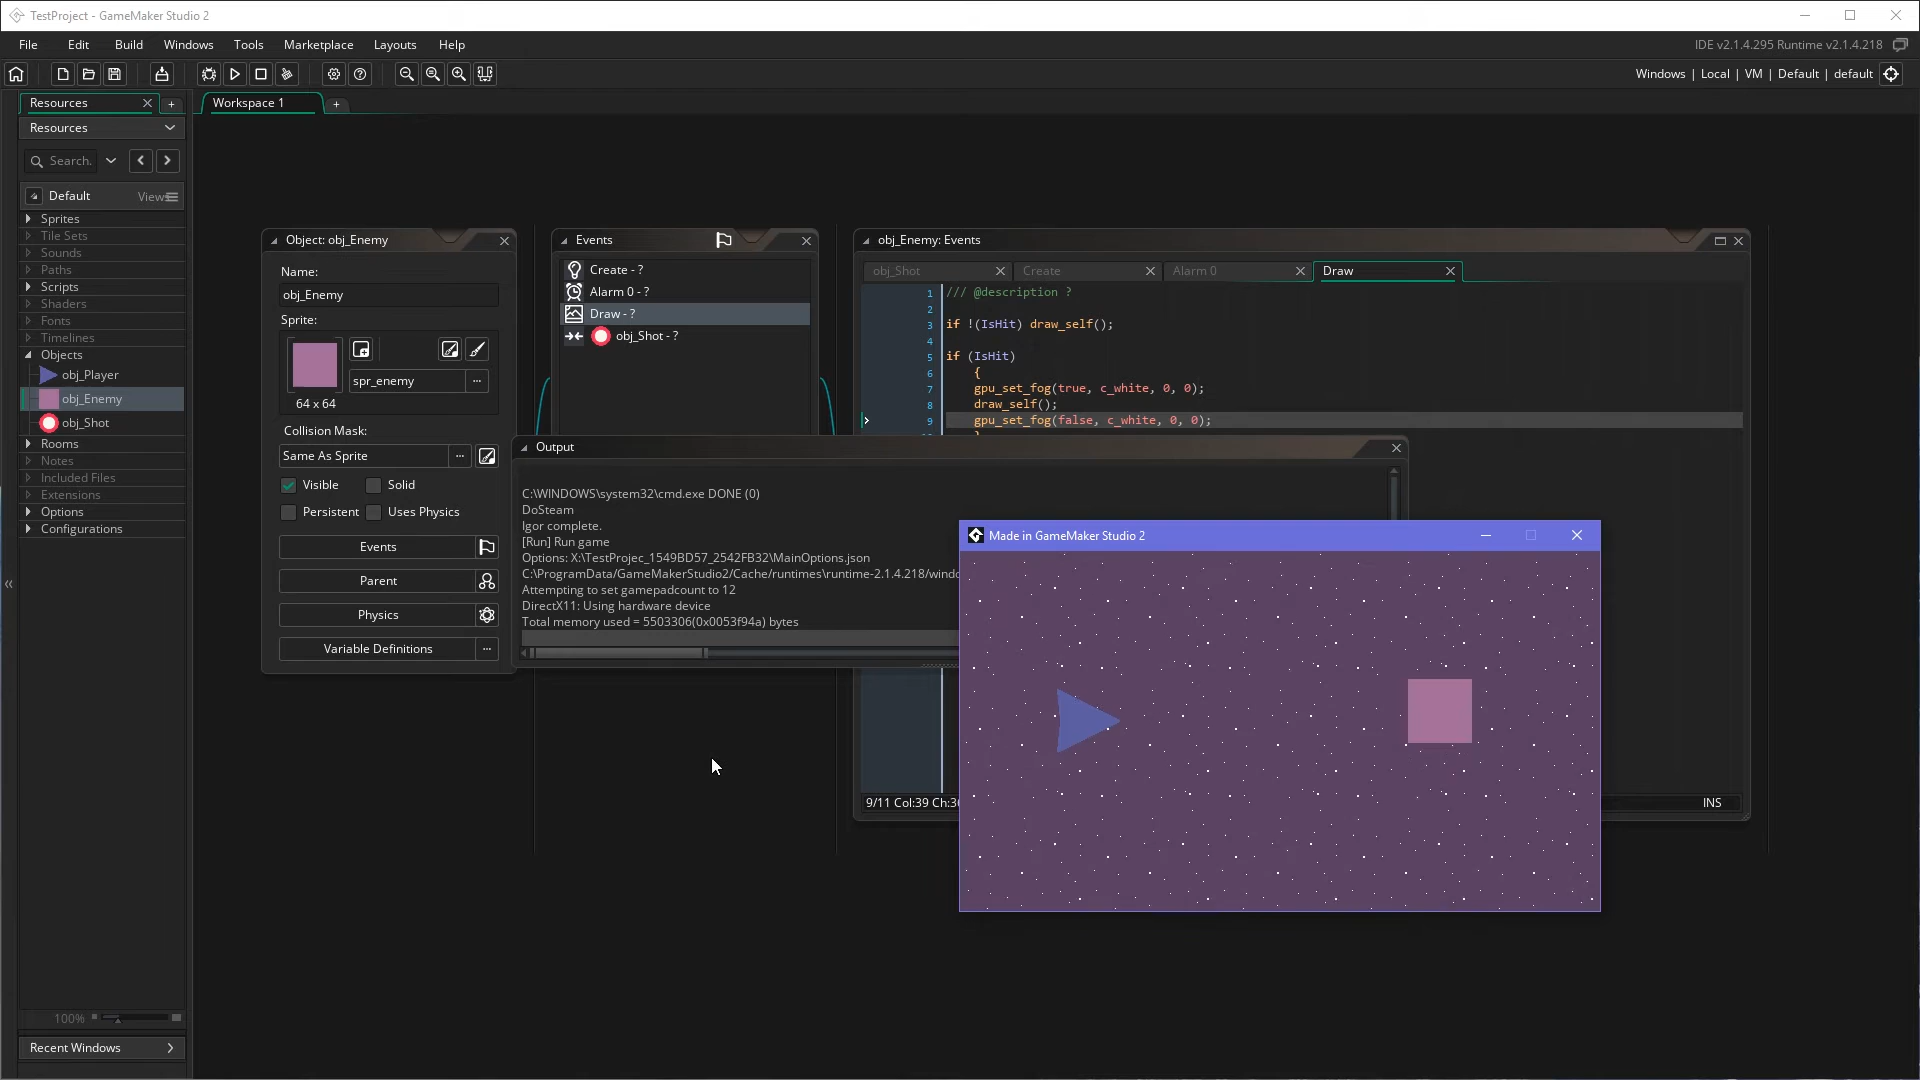 TestProject - GameMaker Studio 2
File Edit Build Windows Tools Marketplace Layouts Help
IDE v2.1.4.295 Runtime v2.1.4.218
Windows | Local | VM | Default | default
Resources
Workspace 1
Resources
Search.
Default
Views
Sprites
Tile Sets
Sounds
Paths
Scripts
Shaders
Fonts
Timelines
Objects
obj_Player
obj_Enemy
obj_Shot
Rooms
Notes
Included Files
Extensions
Options
Configurations
100%
Recent Windows
Object: obj_Enemy
Name:
obj_Enemy
Sprite:
spr_enemy
64 x 64
Collision Mask:
Same As Sprite
Visible
Solid
Persistent
Uses Physics
Events
Parent
Physics
Variable Definitions
Events
Create - ?
Alarm 0 - ?
Draw - ?
obj_Shot - ?
obj_Enemy: Events
obj_Shot
Create
Alarm 0
Draw
1 /// @description ?
2
3 if !(IsHit) draw_self();
4
5 if (IsHit)
6 {
7 gpu_set_fog(true, c_white, 0, 0);
8 draw_self();
9 gpu_set_fog(false, c_white, 0, 0);
Output
C:\WINDOWS\system32\cmd.exe DONE (0)
DoSteam
Igor complete.
[Run] Run game
Options: X:\TestProjec_1549BD57_2542FB32\MainOptions.json
C:\ProgramData/GameMakerStudio2/Cache/runtimes\runtime-2.1.4.218/windo
Attempting to set gamepadcount to 12
DirectX11: Using hardware device
Total memory used = 5503306(0x0053f94a) bytes
Made in GameMaker Studio 2
9/11 Col:39 Ch:36
INS